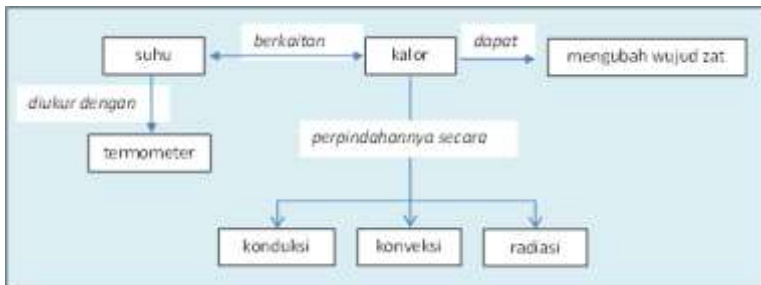 suhu
berkaitan
kalor
dapat
mengubah wujud zat
diukur dengan
termometer
perpindahannya secara
konduksi
konveksi
radiasi